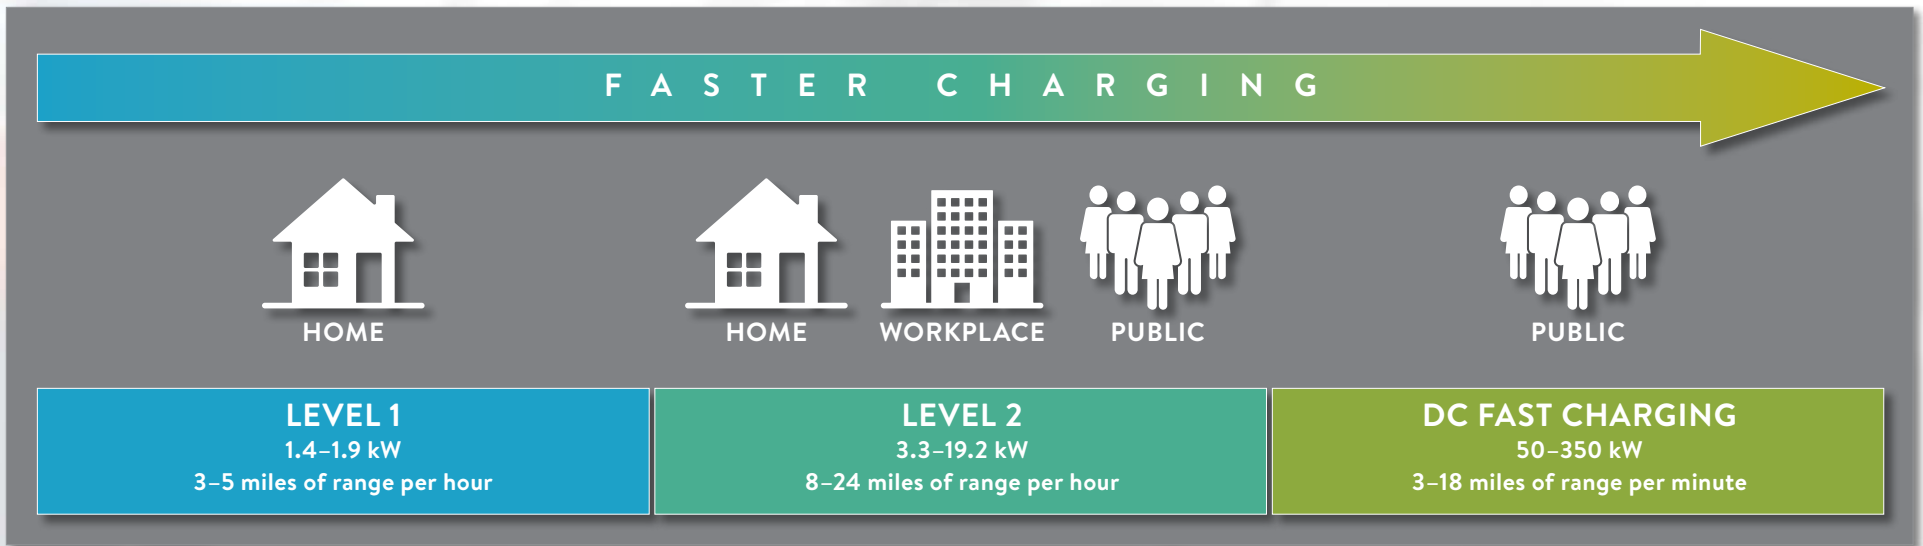 FASTER CHARGING
HOME
HOME
WORKPLACE
PUBLIC
PUBLIC
LEVEL 1
1.4–1.9 kW
3–5 miles of range per hour
LEVEL 2
3.3–19.2 kW
8–24 miles of range per hour
DC FAST CHARGING
50–350 kW
3–18 miles of range per minute